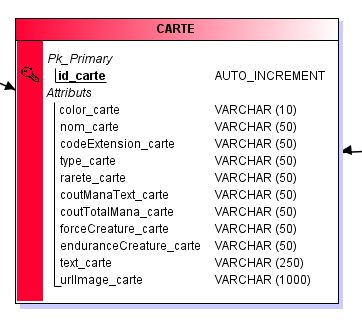 CARTE
Pk_Primary
id_carte AUTO_INCREMENT
Attributs
color_carte VARCHAR (10)
nom_carte VARCHAR (50)
codeExtension_carte VARCHAR (50)
type_carte VARCHAR (50)
rarete_carte VARCHAR (50)
coutManaText_carte VARCHAR (50)
coutTotalMana_carte VARCHAR (50)
forceCreature_carte VARCHAR (50)
enduranceCreature_carte VARCHAR (50)
text_carte VARCHAR (250)
urlImage_carte VARCHAR (1000)